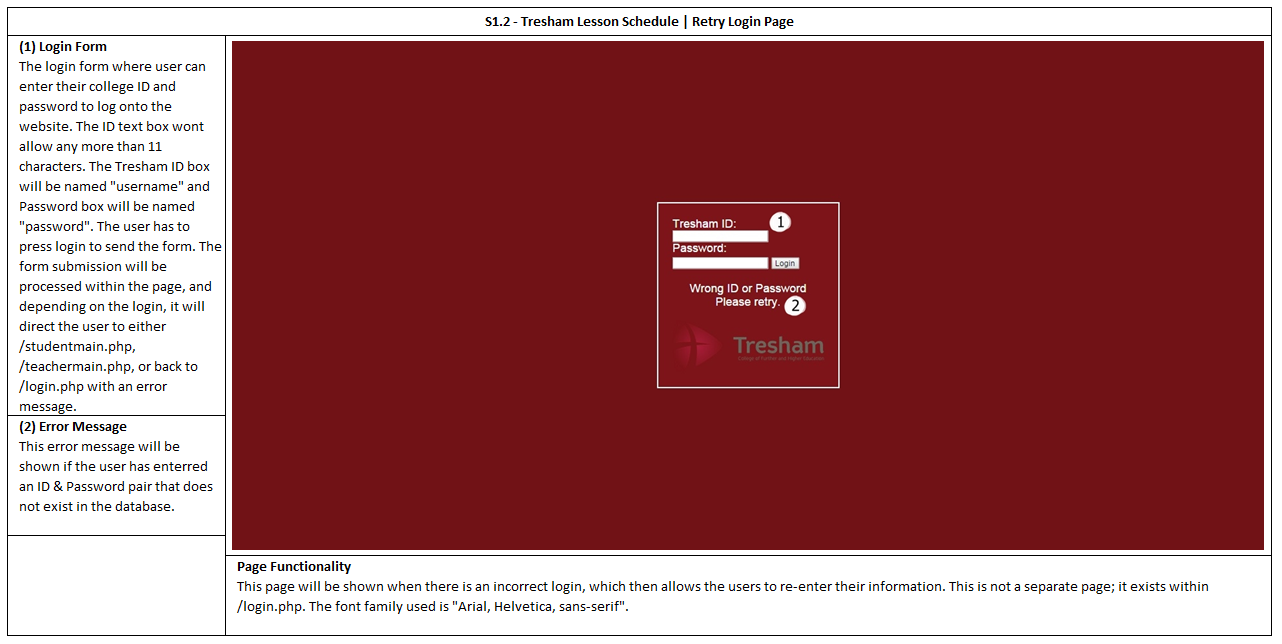 S1.2 - Tresham Lesson Schedule | Retry Login Page
(1) Login Form
The login form where user can
enter their college ID and
password to log onto the
website. The ID text box wont
allow any more than 11
characters. The Tresham ID box
will be named "username" and
Password box will be named
"password". The user has to
press login to send the form. The
form submission will be
processed within the page, and
depending on the login, it will
direct the user to either
/studentmain.php,
/teachermain.php, or back to
/login.php with an error
message.
(2) Error Message
This error message will be
shown if the user has enterred
an ID & Password pair that does
not exist in the database.
Tresham ID:
1
Password:
Login
Wrong ID or Password
Please retry.
2
Tresham
College of Further and Higher Education
Page Functionality
This page will be shown when there is an incorrect login, which then allows the users to re-enter their information. This is not a separate page; it exists within
/login.php. The font family used is "Arial, Helvetica, sans-serif".